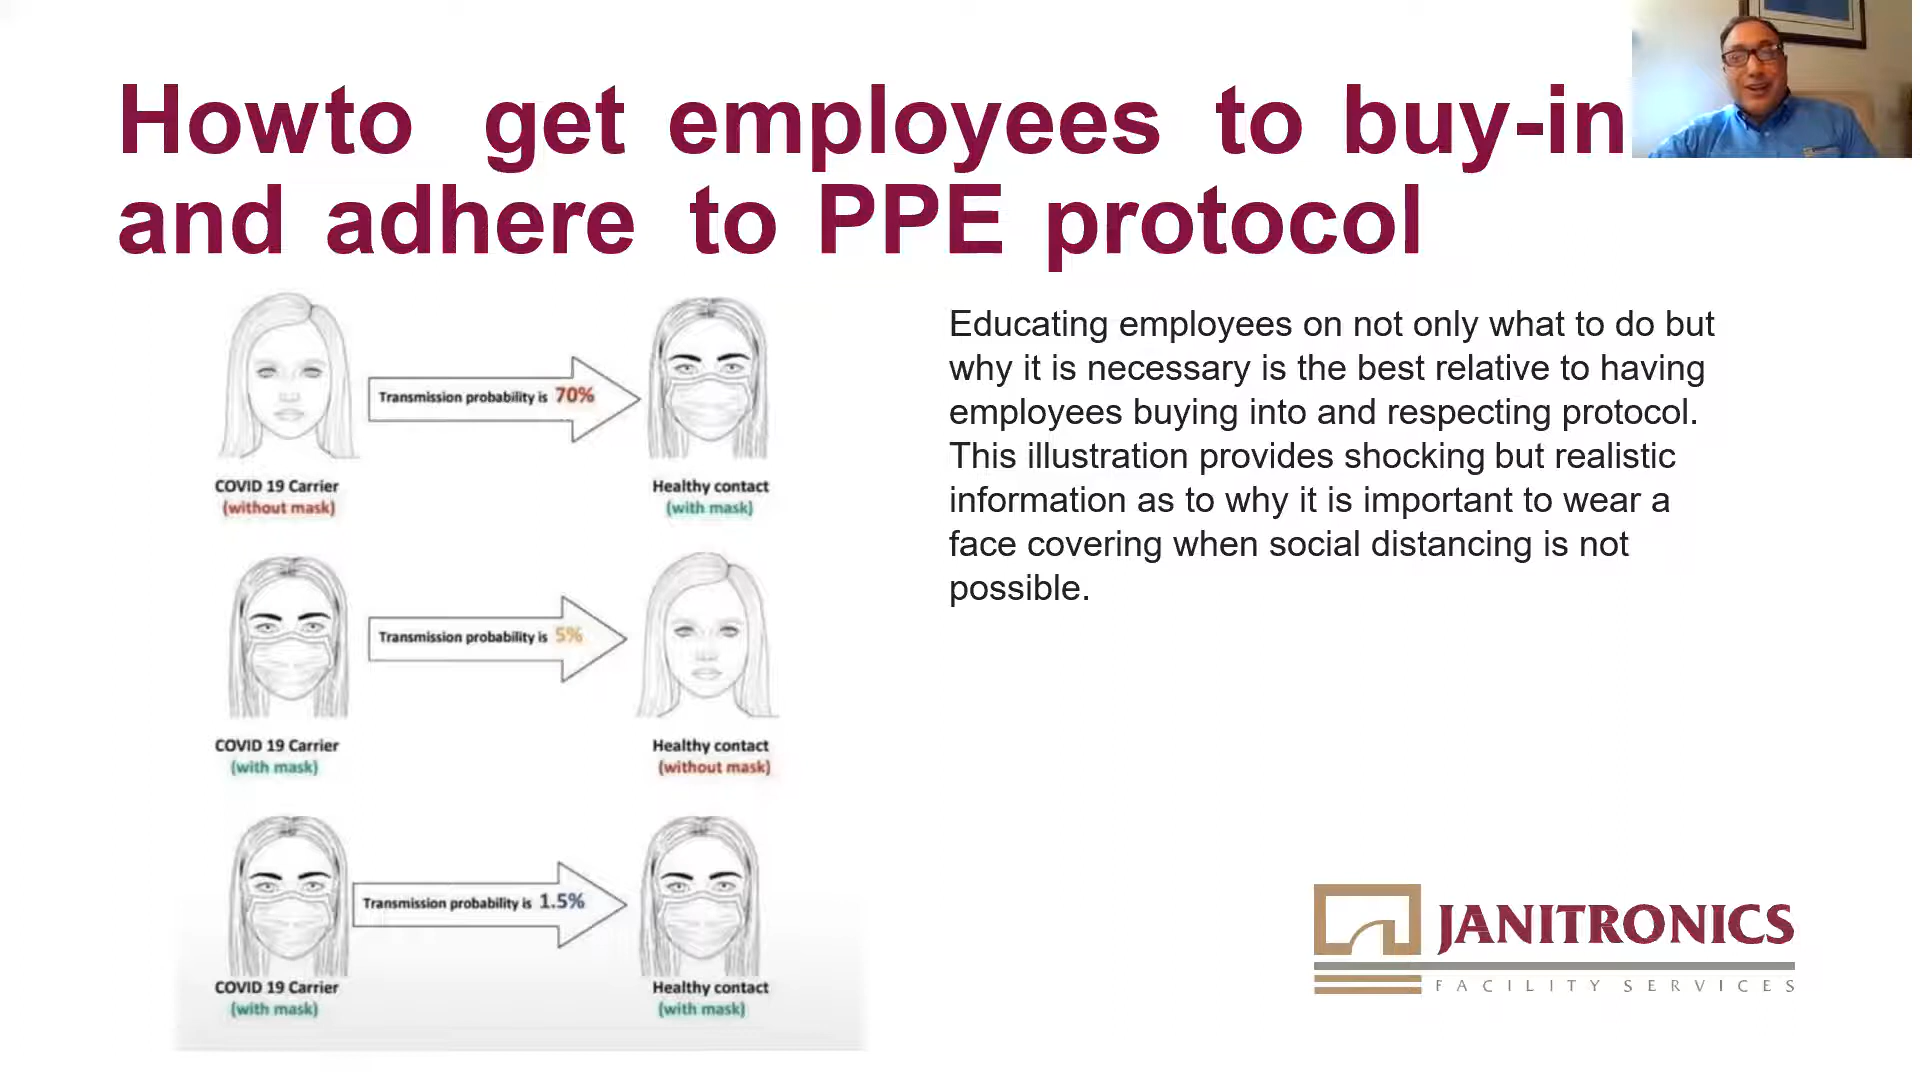 Howto get employees to buy-in
and adhere to PPE protocol
Transmission probability is 70%
COVID 19 Carrier
(without mask)
Healthy contact
(with mask)
Transmission probability is 5%
COVID 19 Carrier
(with mask)
Healthy contact
(without mask)
Transmission probability is 1.5%
COVID 19 Carrier
(with mask)
Healthy contact
(with mask)
Educating employees on not only what to do but
why it is necessary is the best relative to having
employees buying into and respecting protocol.
This illustration provides shocking but realistic
information as to why it is important to wear a
face covering when social distancing is not
possible.
JANITRONICS
FACILITY SERVICES